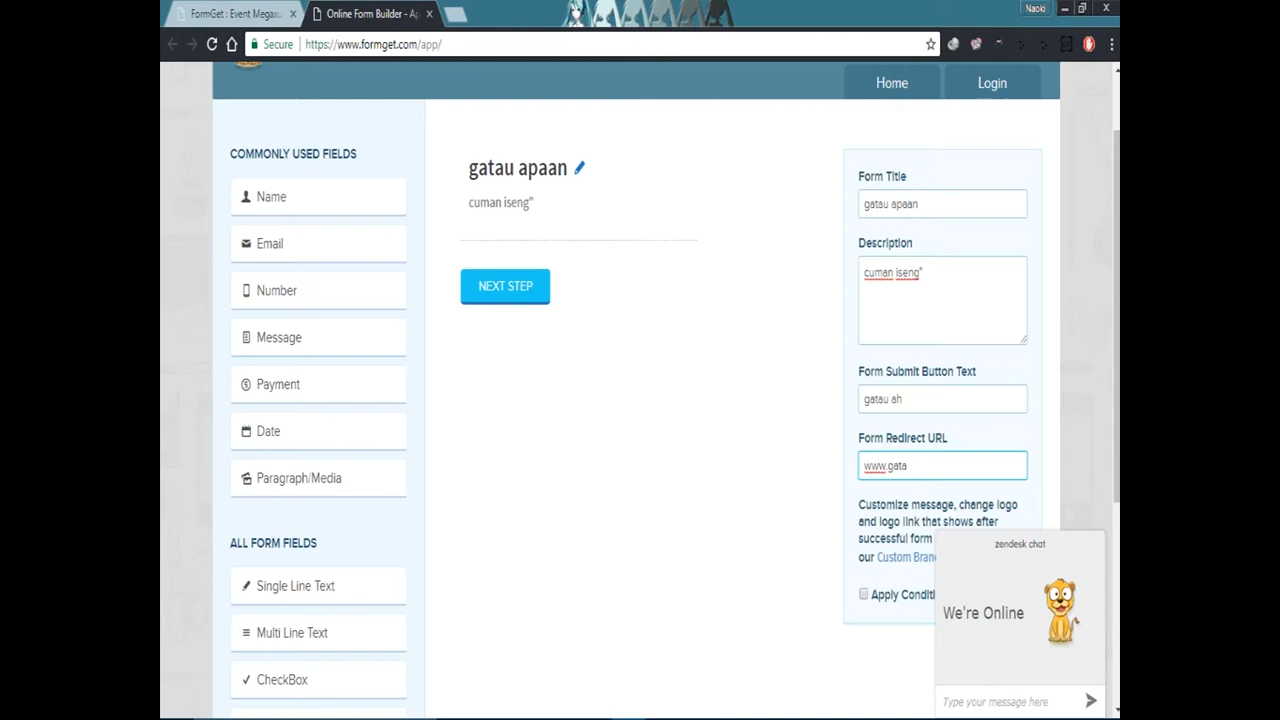 FormGet : Event Megaxu
Online Form Builder - Ap
Naoki
Secure
https://www.formget.com/app/
Home
Login
COMMONLY USED FIELDS
Name
Email
Number
Message
Payment
Date
Paragraph/Media
ALL FORM FIELDS
Single Line Text
Multi Line Text
CheckBox
gatau apaan
cuman iseng"
NEXT STEP
Form Title
gatau apaan
Description
cuman iseng"
Form Submit Button Text
gatau ah
Form Redirect URL
www.gata
Customize message, change logo
and logo link that shows after
successful form
our Custom Bran
Apply Conditi
zendesk chat
We're Online
Type your message here